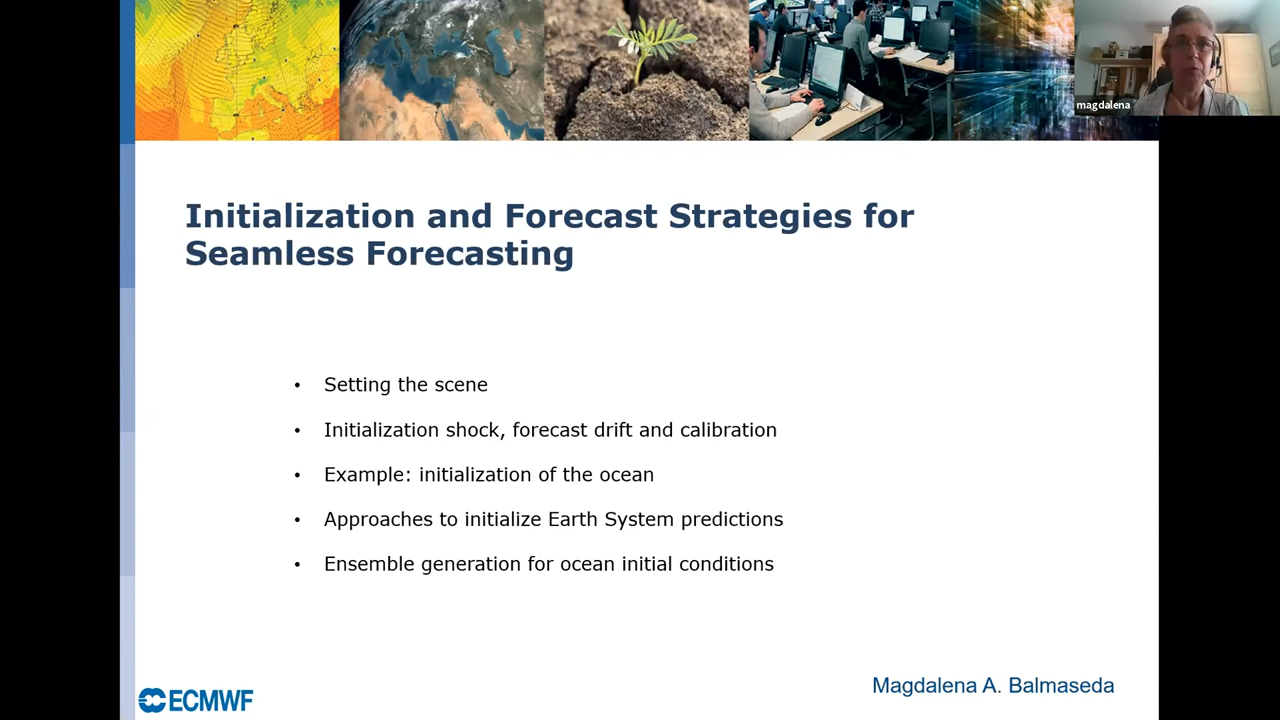 magdalena
Initialization and Forecast Strategies for
Seamless Forecasting
• Setting the scene
• Initialization shock, forecast drift and calibration
• Example: initialization of the ocean
• Approaches to initialize Earth System predictions
• Ensemble generation for ocean initial conditions
ECMWF
Magdalena A. Balmaseda